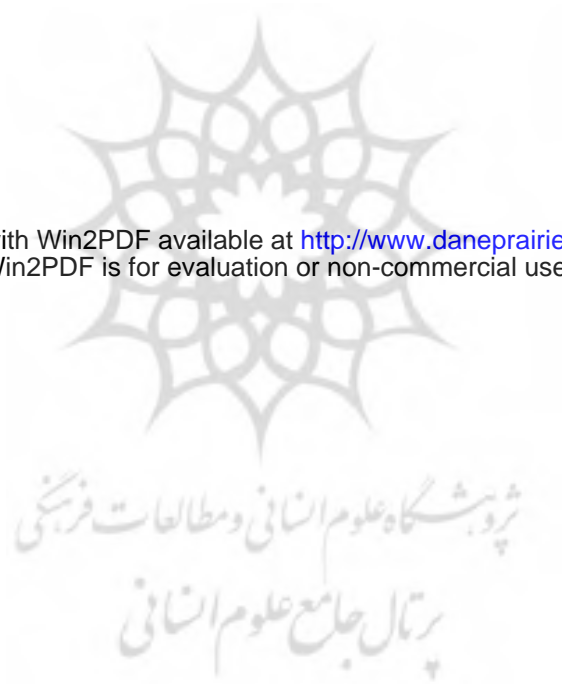 ith Win2PDF available at http://www.daneprairie
Win2PDF is for evaluation or non-commercial use
پژوهشگاه علوم انسانی و مطالعات فرهنگی
پرتال جامع علوم انسانی